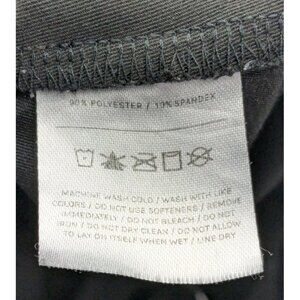 90% POLYESTER / 10% SPANDEX
MACHINE WASH COLD / WASH WITH LIKE
COLORS / DO NOT USE SOFTENERS / REMOVE
IMMEDIATELY / DO NOT BLEACH / DO NOT
IRON / DO NOT DRY CLEAN / DO NOT ALLOW
TO LAY ON ITSELF WHEN WET / LINE DRY